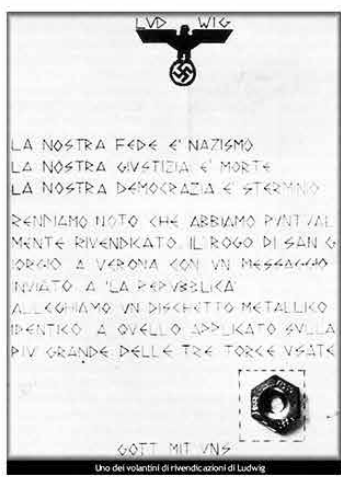 LVD WIG
LA NOSTRA FEDE E' NAZISMO
LA NOSTRA GIVSTIZIA E' MORTE
LA NOSTRA DEMOCRAZIA E' STERMINIO
RENDIAMO NOTO CHE ABBIAMO PVNTVAL
MENTE RIVENDICATO IL ROGO DI SAN G
IORGIO A VERONA CON VN MESSAGGIO
INVIATO A 'LA REPVBBLICA'
ALLEGHIAMO VN DISCHETTO METALLICO
IDENTICO A QVELLO APPLICATO SVLLA
PIV GRANDE DELLE TRE TORCE VSATE
GOTT MIT VNS
Uno dei volantini di rivendicazioni di Ludwig